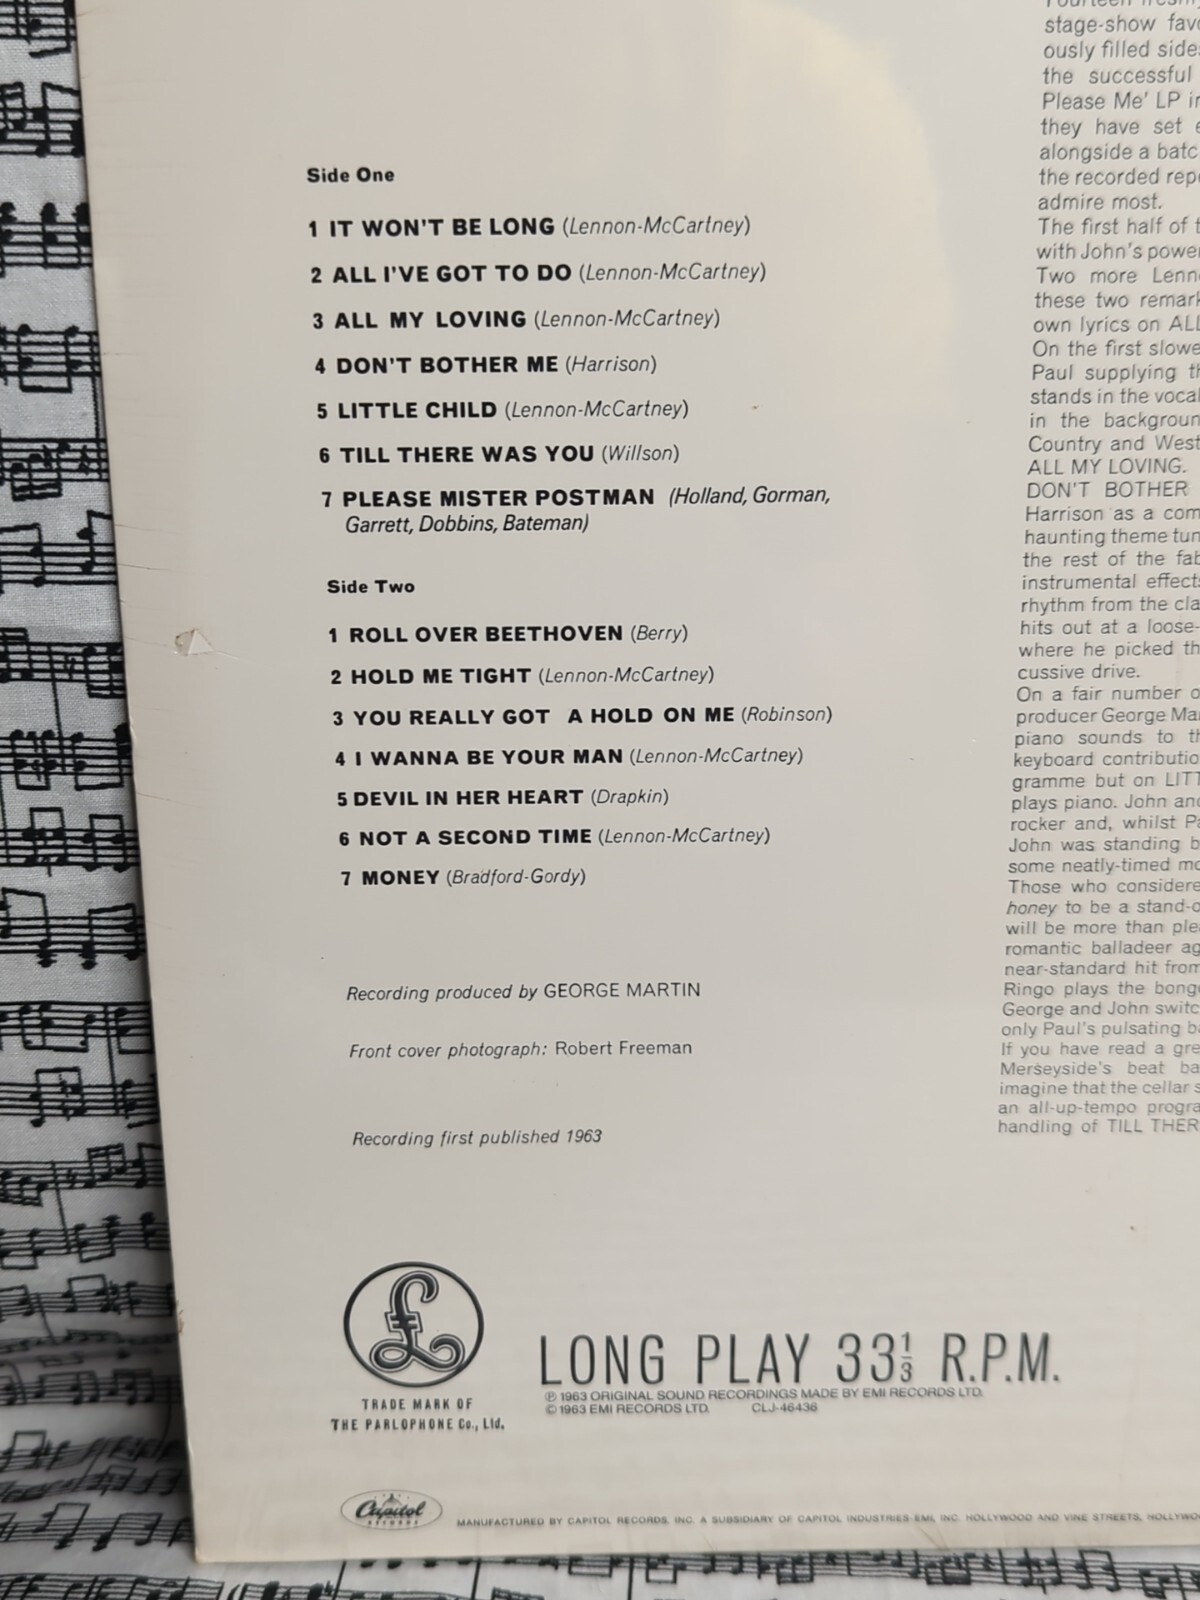 Side One
1 IT WON'T BE LONG (Lennon-McCartney)
2 ALL I'VE GOT TO DO (Lennon-McCartney)
3 ALL MY LOVING (Lennon-McCartney)
4 DON'T BOTHER ME (Harrison)
5 LITTLE CHILD (Lennon-McCartney)
6 TILL THERE WAS YOU (Willson)
7 PLEASE MISTER POSTMAN (Holland, Gorman,
Garrett, Dobbins, Bateman)
Side Two
1 ROLL OVER BEETHOVEN (Berry)
2 HOLD ME TIGHT (Lennon-McCartney)
3 YOU REALLY GOT A HOLD ON ME (Robinson)
4 I WANNA BE YOUR MAN (Lennon-McCartney)
5 DEVIL IN HER HEART (Drapkin)
6 NOT A SECOND TIME (Lennon-McCartney)
7 MONEY (Bradford-Gordy)
Recording produced by GEORGE MARTIN
Front cover photograph: Robert Freeman
Recording first published 1963
£
TRADE MARK OF
THE PARLOPHONE Co., Ltd.
LONG PLAY 33⅓ R.P.M.
℗ 1963 ORIGINAL SOUND RECORDINGS MADE BY EMI RECORDS LTD.
© 1963 EMI RECORDS LTD. CLJ-46436
Capitol
RECORDS
MANUFACTURED BY CAPITOL RECORDS, INC. A SUBSIDIARY OF CAPITOL INDUSTRIES-EMI, INC. HOLLYWOOD AND VINE STREETS,
stage-show
ously filled
the successful
Please Me' LP
they have set
alongside a
the recorded
admire most.
The first half of
with John's
Two more
these two
own lyrics on
On the first
Paul supplying
stands in the
in the
Country and
ALL MY LOVING.
DON'T BOTHER
Harrison as a
haunting theme
the rest of the
instrumental
rhythm from the
hits out at a
where he picked
cussive drive.
On a fair number
producer George
piano sounds to
keyboard
gramme but on
plays piano. John
rocker and, whilst
John was standing
some neatly-timed
Those who
honey to be a
will be more than
romantic balladeer
near-standard hit from
Ringo plays the
George and John
only Paul's pulsating
If you have read a
Merseyside's beat
imagine that the cellar
an all-up-tempo
handling of TILL